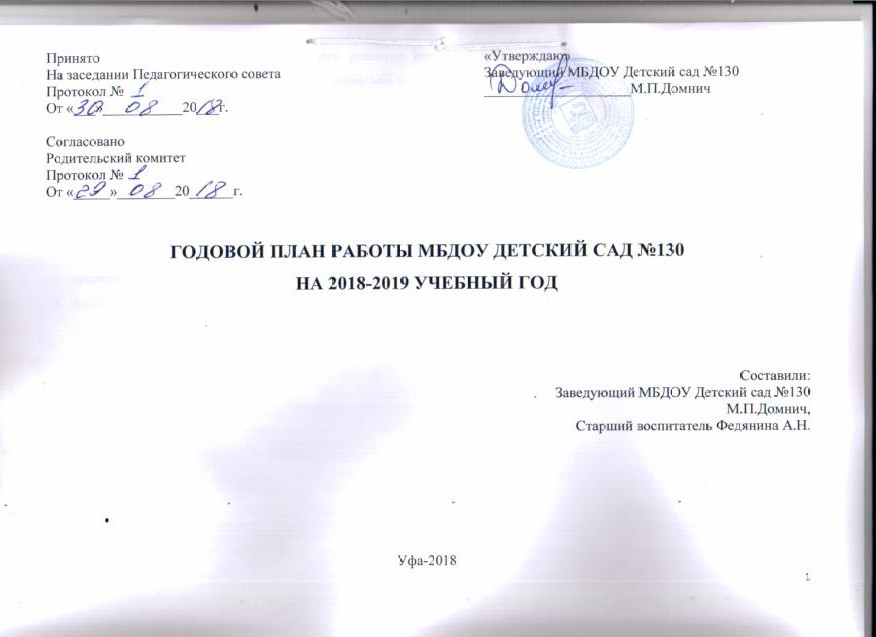 Принято
На заседании Педагогического совета
Протокол № 1
От «30 08 2018г.
Согласовано
Родительский комитет
Протокол № 1
От «29» 08 2018г.
«Утверждаю»
Заведующий МБДОУ Детский сад №130
М.П.Домнич
ГОДОВОЙ ПЛАН РАБОТЫ МБДОУ ДЕТСКИЙ САД №130
НА 2018-2019 УЧЕБНЫЙ ГОД
Составили:
Заведующий МБДОУ Детский сад №130
М.П.Домнич,
Старший воспитатель Федянина А.Н.
Уфа-2018
1